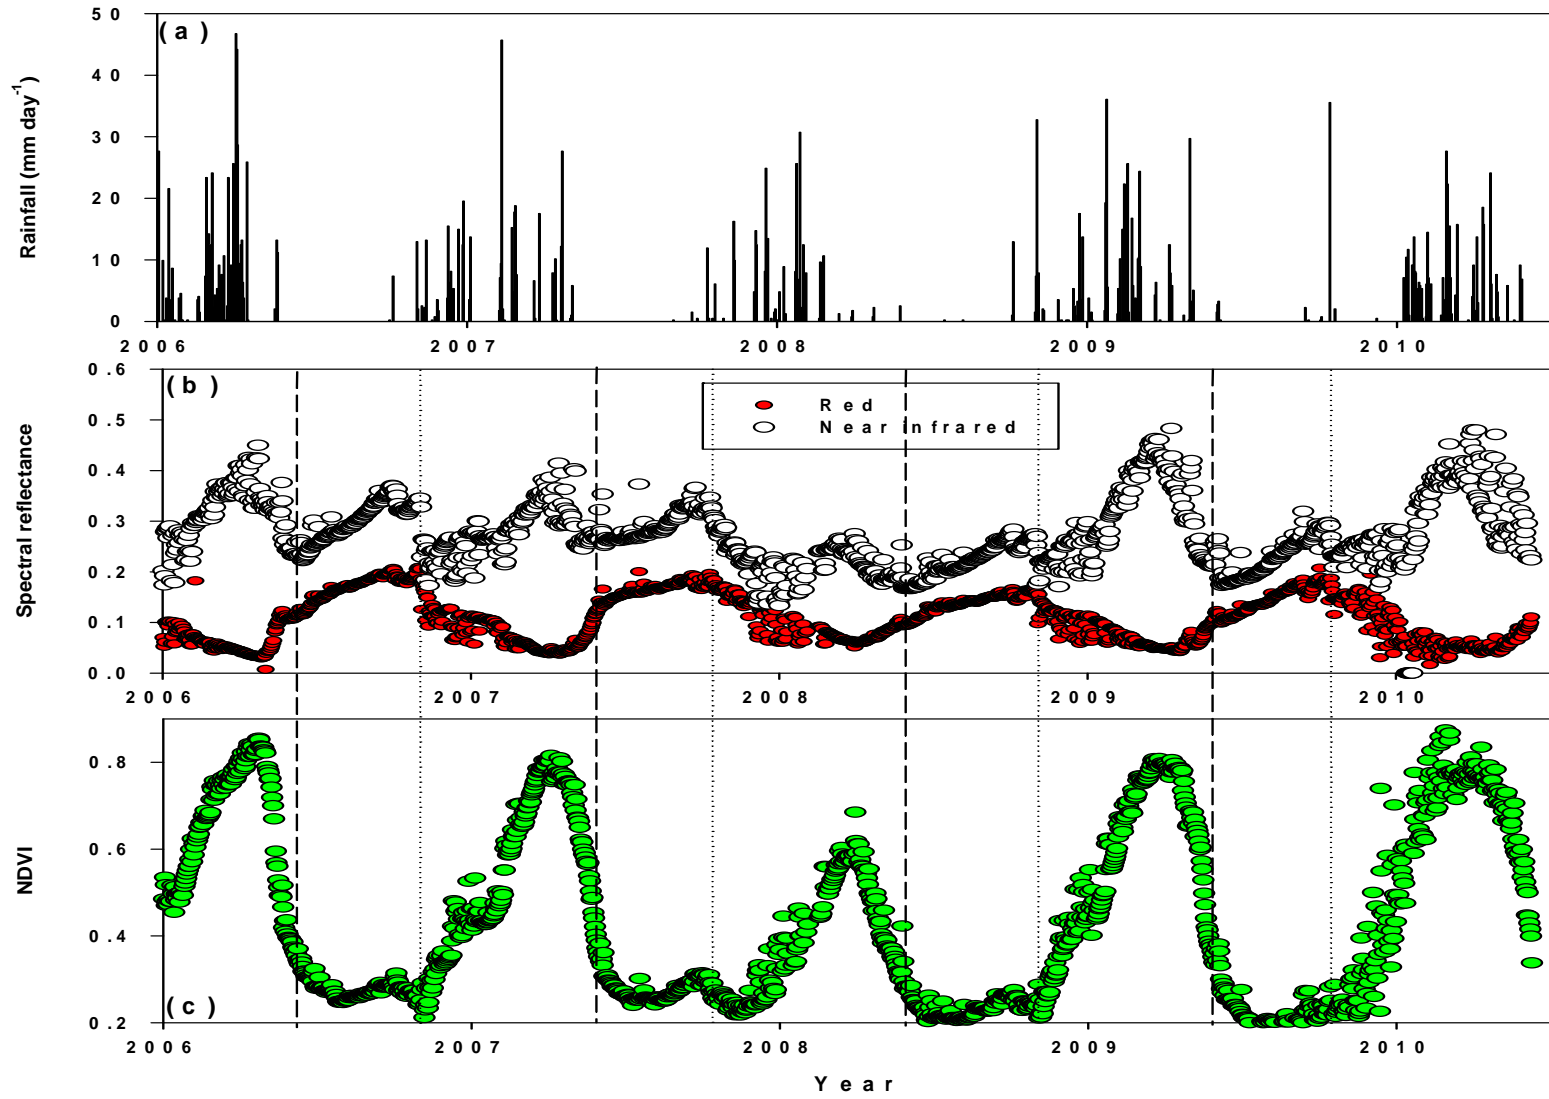 (a)
Rainfall (mm day-1)
50
40
30
20
10
0
2006 2007 2008 2009 2010
(b)
Spectral reflectance
0.6
0.5
0.4
0.3
0.2
0.1
0.0
Red
Near Infrared
2006 2007 2008 2009 2010
NDVI
0.8
0.6
0.4
0.2
(c)
2006 2007 2008 2009 2010
Year